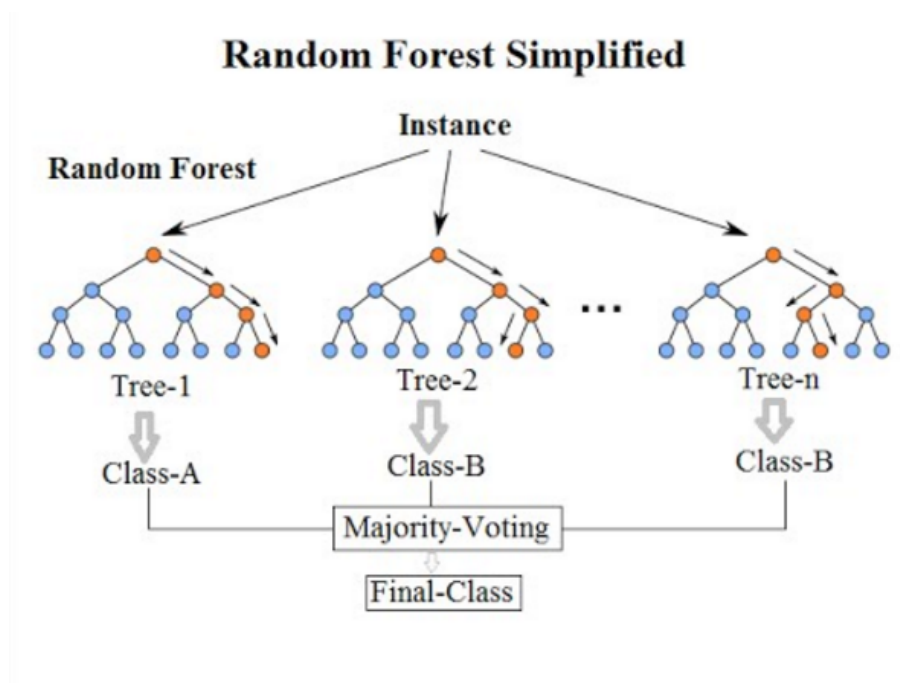 Random Forest Simplified
Instance
Random Forest
...
Tree-1
Tree-2
Tree-n
Class-A
Class-B
Class-B
Majority-Voting
Final-Class